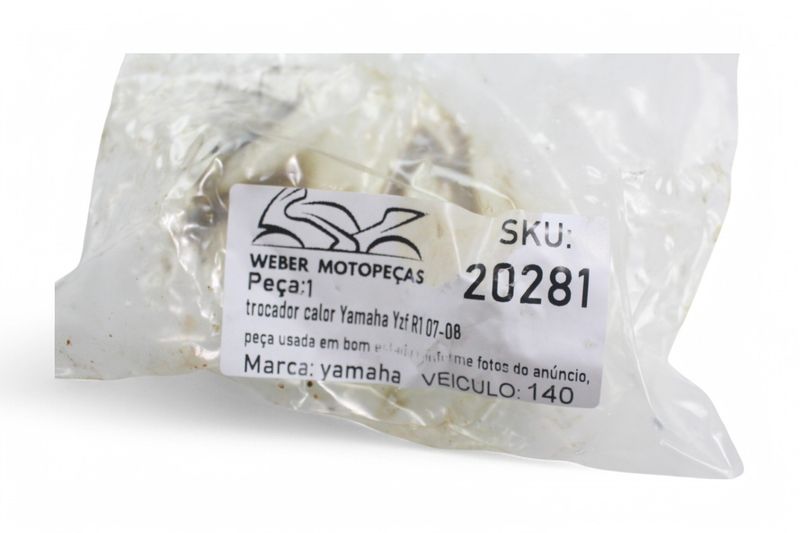 WEBER MOTOPEÇAS
SKU:
20281
Peça:1
trocador calor Yamaha Yzf R1 07-08
peça usada em bom fotos do anúncio,
Marca: yamaha VEICULO: 140